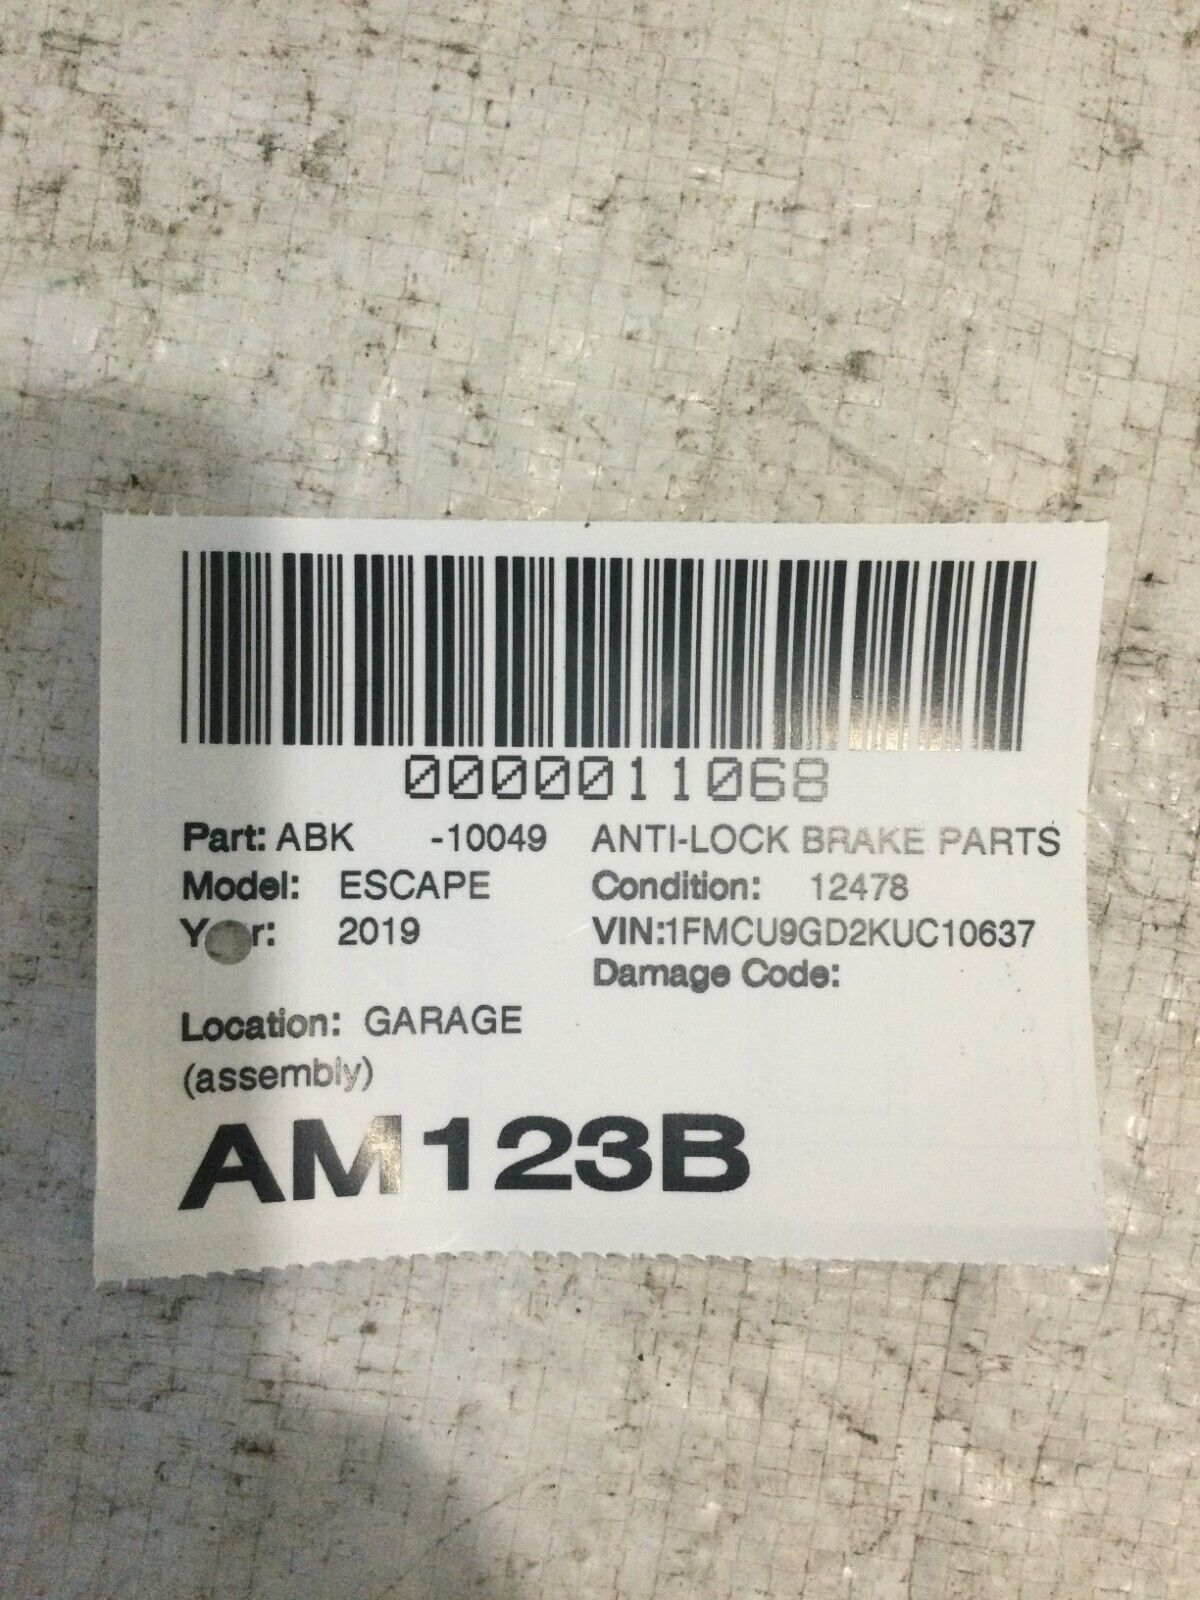 0000011068
Part: ABK -10049 ANTI-LOCK BRAKE PARTS
Model: ESCAPE Condition: 12478
Year: 2019 VIN:1FMCU9GD2KUC10637
Damage Code:
Location: GARAGE
(assembly)
AM123B